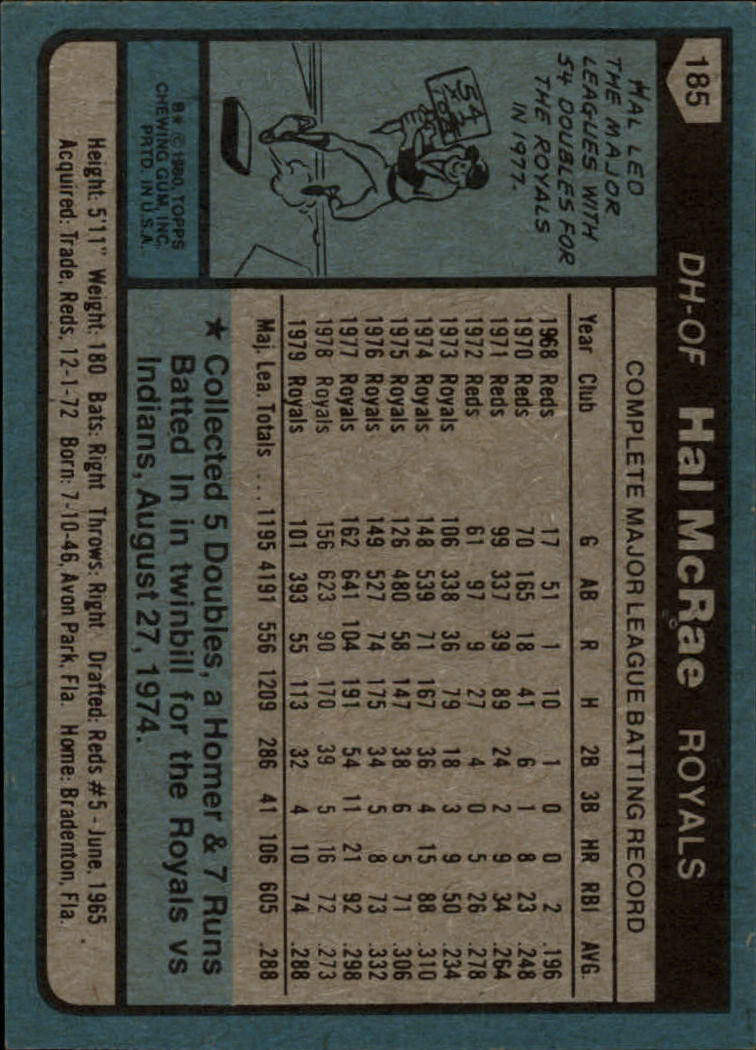 185
DH-OF Hal McRae ROYALS
HAL LED
THE MAJOR
LEAGUES WITH
54 DOUBLES FOR
THE ROYALS
IN 1977.
54
B★ © 1980, TOPPS
CHEWING GUM, INC.
PRTD. IN U.S.A.
COMPLETE MAJOR LEAGUE BATTING RECORD
Year Club G AB R H 2B 3B HR RBI AVG.
1968 Reds 17 51 1 10 1 0 0 2 .196
1970 Reds 70 165 18 41 6 1 8 23 .248
1971 Reds 99 337 39 89 24 2 9 34 .264
1972 Reds 61 97 9 27 4 0 5 26 .278
1973 Royals 106 338 36 79 18 3 9 50 .234
1974 Royals 148 539 71 167 36 4 15 88 .310
1975 Royals 126 480 58 147 38 6 5 71 .306
1976 Royals 149 527 74 175 34 5 8 73 .332
1977 Royals 162 641 104 191 54 11 21 92 .298
1978 Royals 156 623 90 170 39 5 16 72 .273
1979 Royals 101 393 55 113 32 4 10 74 .288
Maj. Lea. Totals .... 1195 4191 556 1209 286 41 106 605 .288
★ Collected 5 Doubles, a Homer & 7 Runs
Batted In in twinbill for the Royals vs
Indians, August 27, 1974.
Height: 5'11" Weight: 180 Bats: Right Throws: Right Drafted: Reds #5 - June, 1965
Acquired: Trade, Reds, 12-1-72 Born: 7-10-46, Avon Park, Fla. Home: Bradenton, Fla.